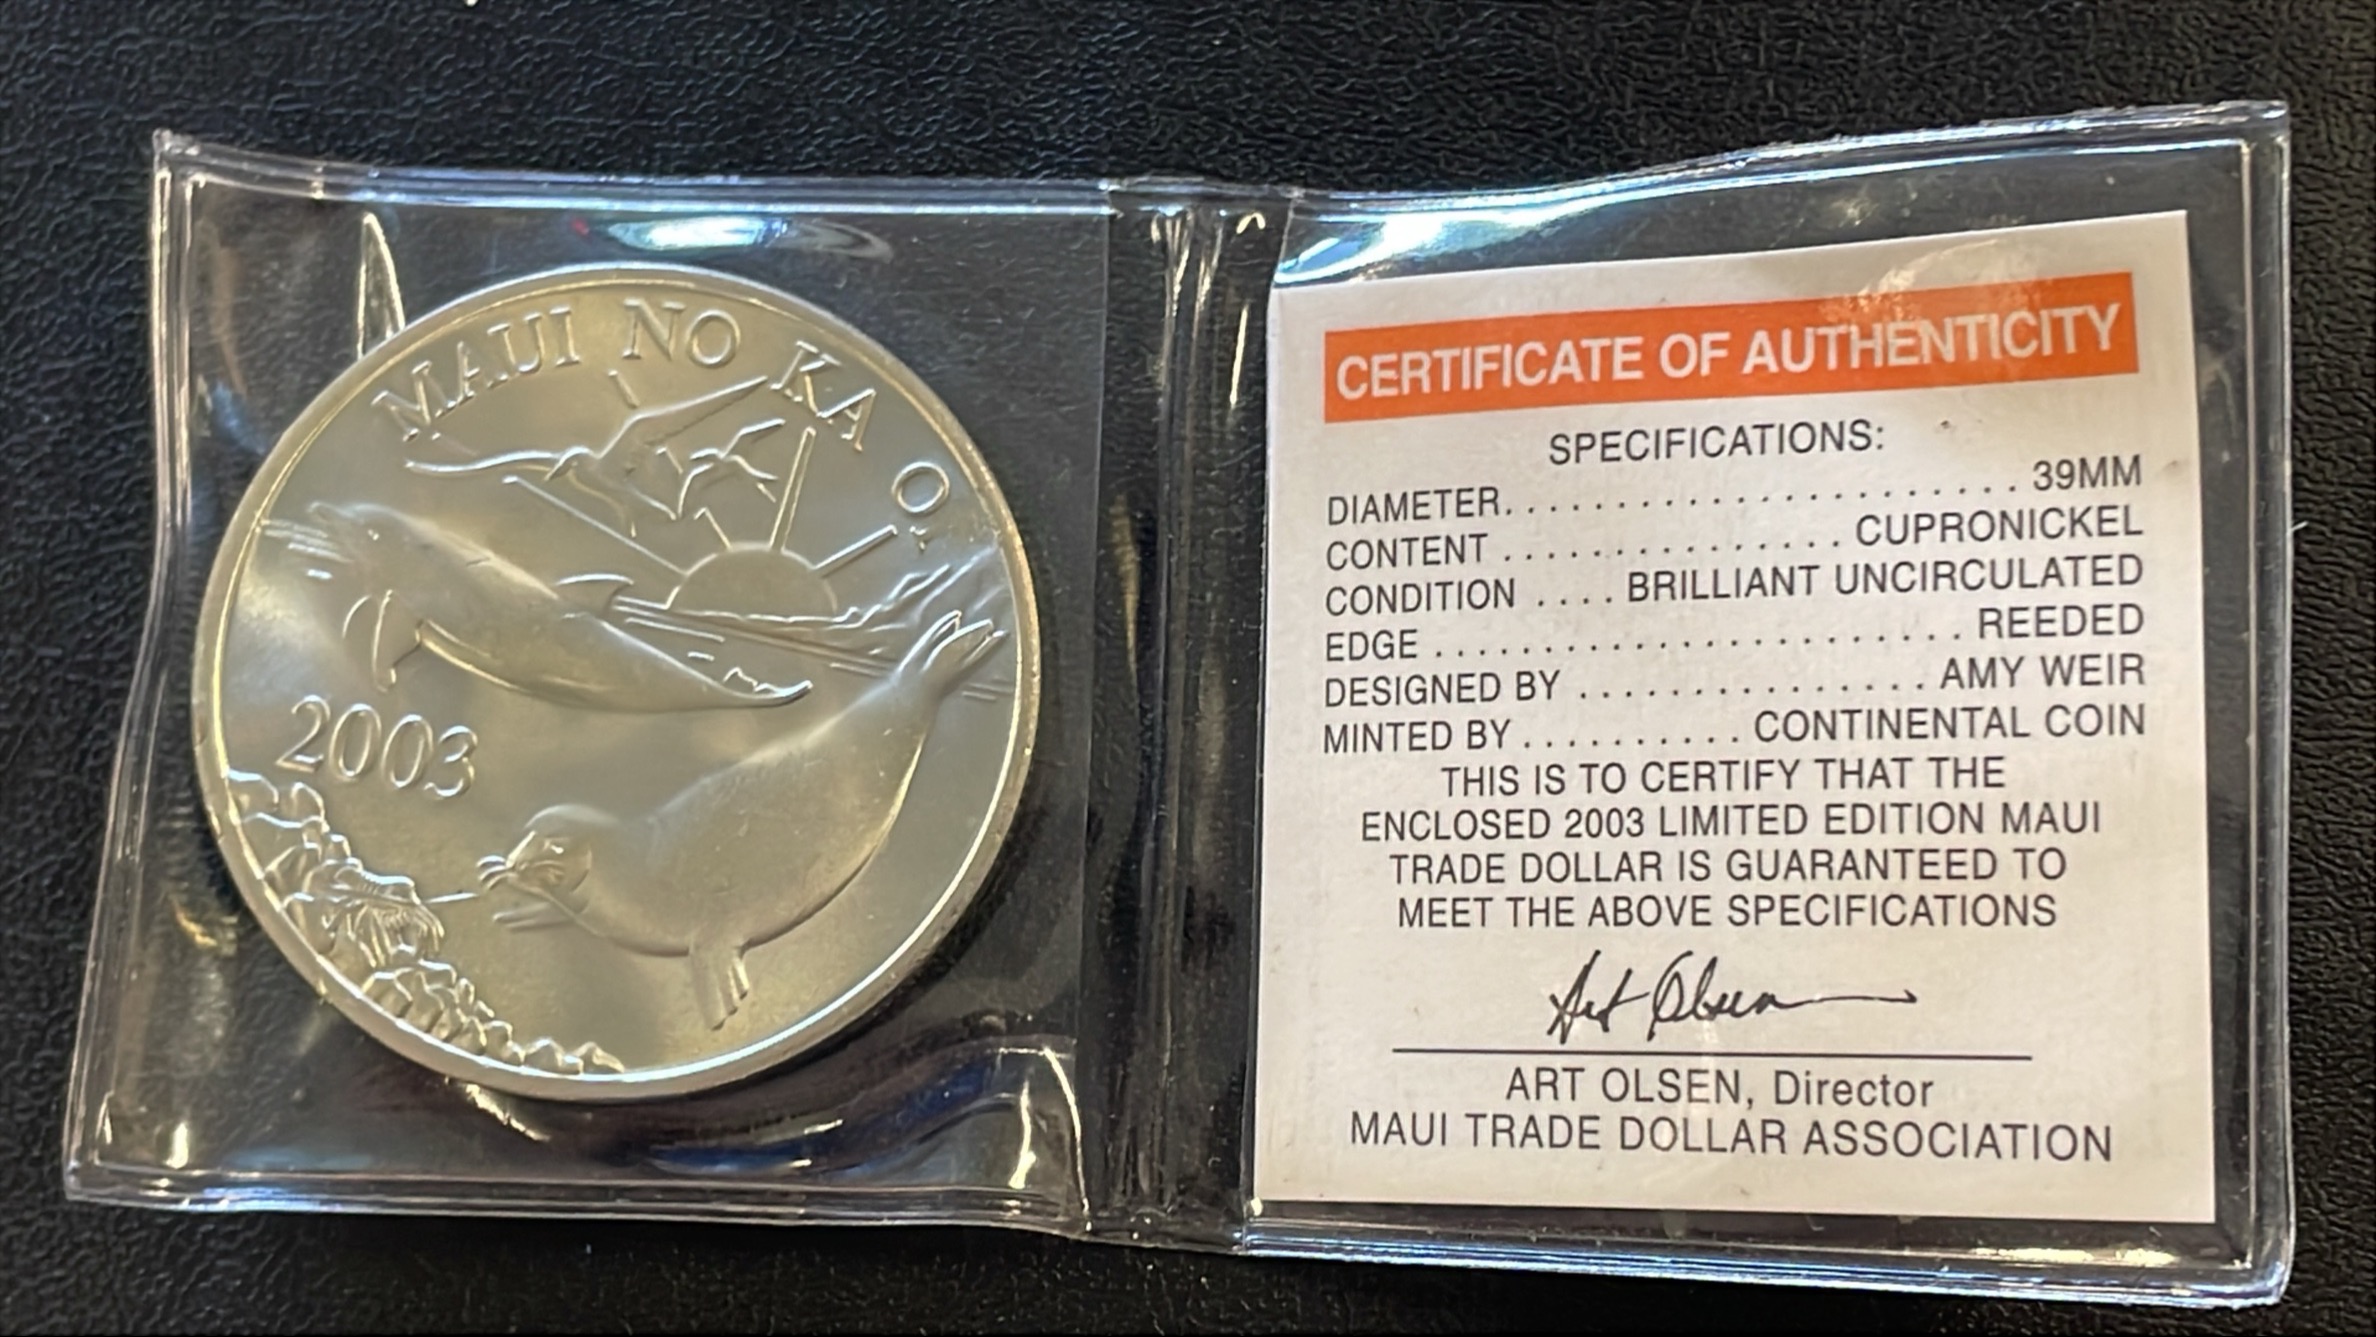 MAUI NO KA OI
2003
CERTIFICATE OF AUTHENTICITY
SPECIFICATIONS:
DIAMETER. . . . . . . . . . . . . . . . . . . . . . . 39MM
CONTENT . . . . . . . . . . . . . . . CUPRONICKEL
CONDITION . . . . BRILLIANT UNCIRCULATED
EDGE . . . . . . . . . . . . . . . . . . . . . . . . REEDED
DESIGNED BY . . . . . . . . . . . . . . . AMY WEIR
MINTED BY . . . . . . . . . . CONTINENTAL COIN
THIS IS TO CERTIFY THAT THE
ENCLOSED 2003 LIMITED EDITION MAUI
TRADE DOLLAR IS GUARANTEED TO
MEET THE ABOVE SPECIFICATIONS
Art Olsen
ART OLSEN, Director
MAUI TRADE DOLLAR ASSOCIATION